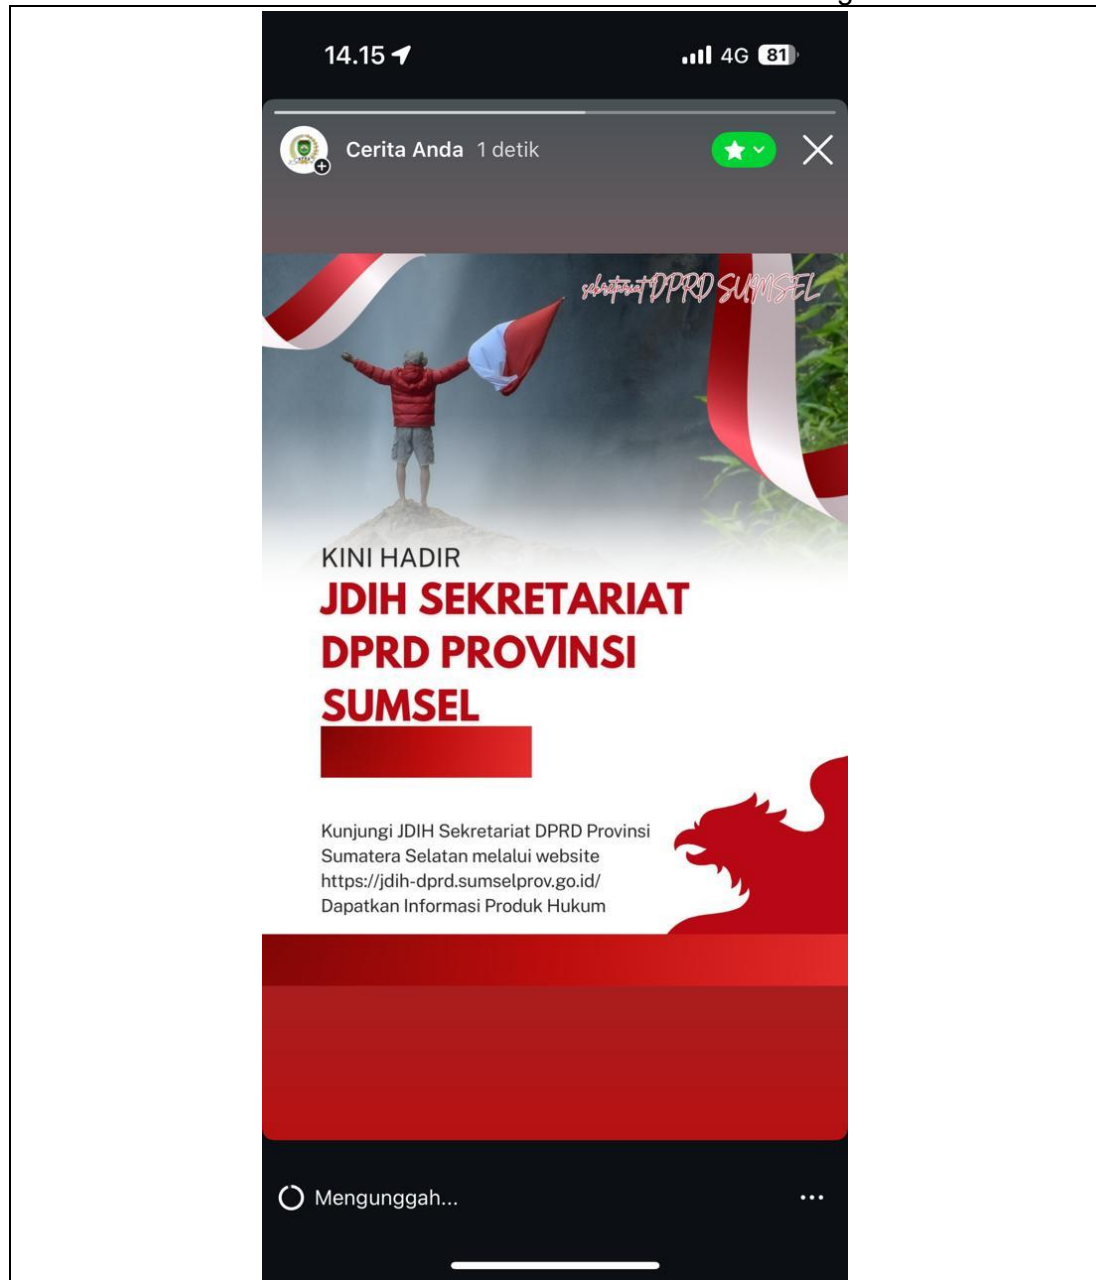 14.15
4G 81
Cerita Anda 1 detik
sekretariat DPRD SUMSEL
KINI HADIR
JDIH SEKRETARIAT
DPRD PROVINSI
SUMSEL
Kunjungi JDIH Sekretariat DPRD Provinsi
Sumatera Selatan melalui website
https://jdih-dprd.sumselprov.go.id/
Dapatkan Informasi Produk Hukum
Mengunggah...